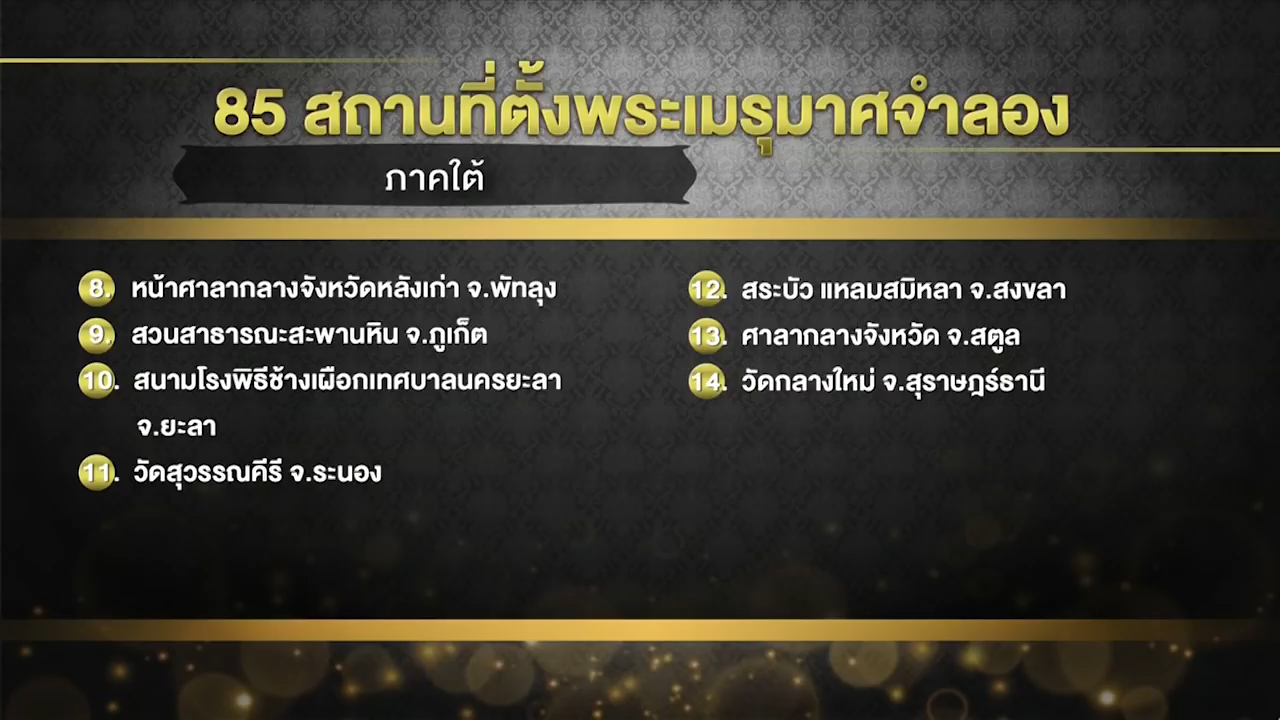 85 สถานที่ตั้งพระเมรุมาศจำลอง
ภาคใต้
8. หน้าศาลากลางจังหวัดหลังเก่า จ.พัทลุง
9. สวนสาธารณะสะพานหิน จ.ภูเก็ต
10. สนามโรงพิธีช้างเผือกเทศบาลนครยะลา
จ.ยะลา
11. วัดสุวรรณคีรี จ.ระนอง
12. สระบัว แหลมสมิหลา จ.สงขลา
13. ศาลากลางจังหวัด จ.สตูล
14. วัดกลางใหม่ จ.สุราษฎร์ธานี